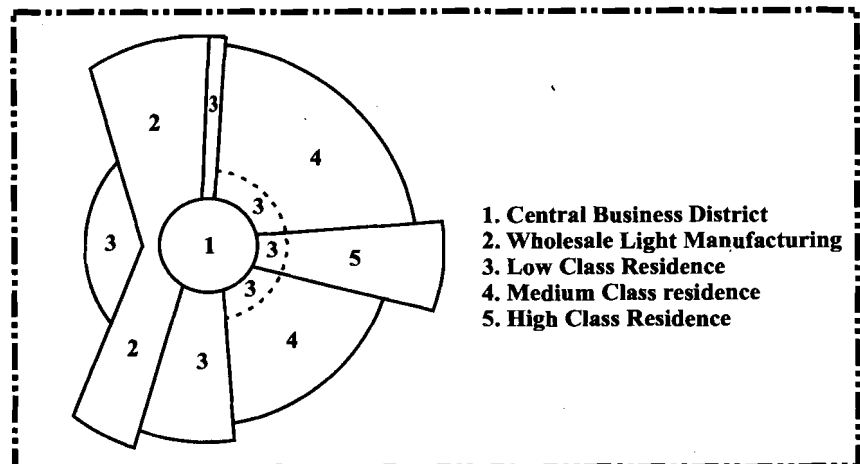 3
2
4
3
3
1
3
5
3
2
3
4
1. Central Business District
2. Wholesale Light Manufacturing
3. Low Class Residence
4. Medium Class residence
5. High Class Residence